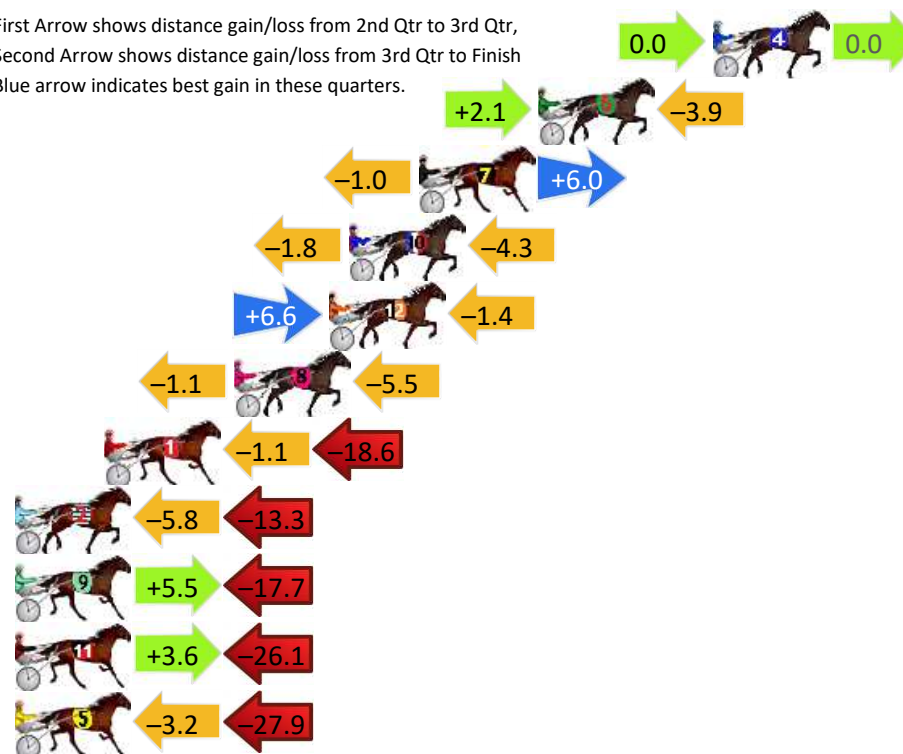 First Arrow shows distance gain/loss from 2nd Qtr to 3rd Qtr,
Second Arrow shows distance gain/loss from 3rd Qtr to Finish
Blue arrow indicates best gain in these quarters.
0.0 4 0.0
+2.1 6 –3.9
–1.0 7 +6.0
–1.8 10 –4.3
+6.6 12 –1.4
–1.1 8 –5.5
1 –1.1 –18.6
–5.8 –13.3
9 +5.5 –17.7
11 +3.6 –26.1
5 –3.2 –27.9